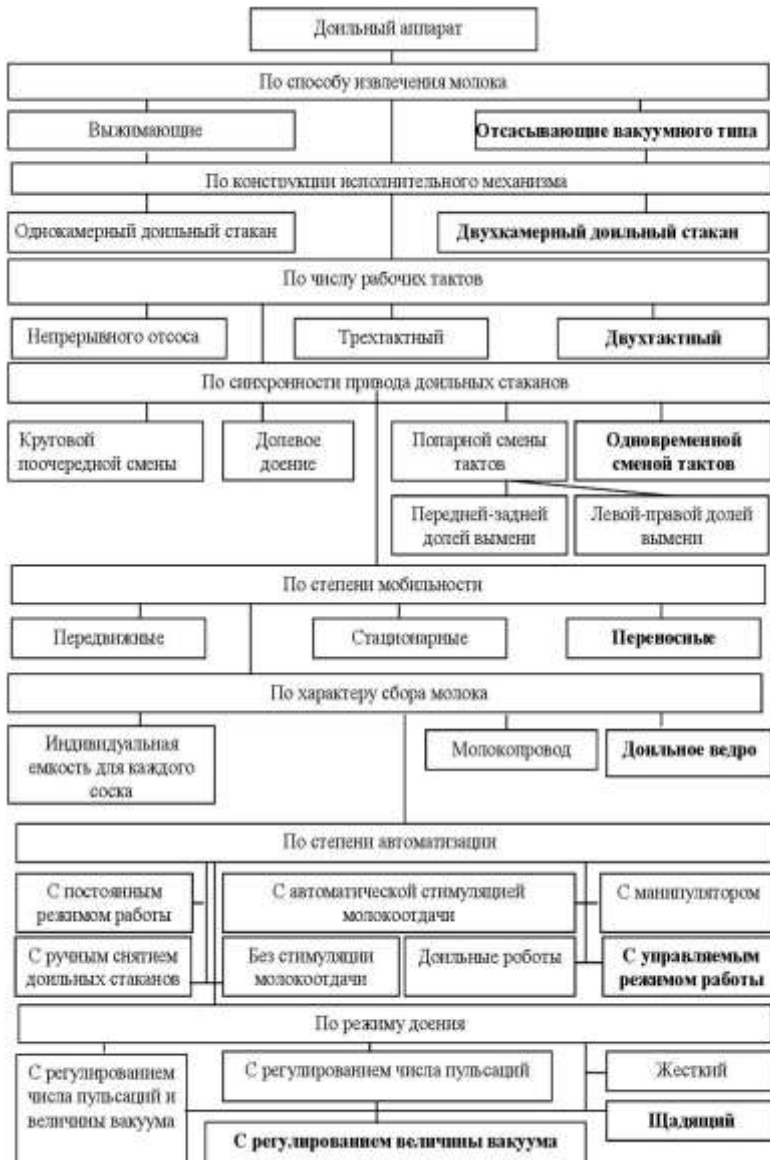 Доильный аппарат
По способу извлечения молока
Выжимающие
Отсасывающие вакуумного типа
По конструкции исполнительного механизма
Однокамерный доильный стакан
Двухкамерный доильный стакан
По числу рабочих тактов
Непрерывного отсоса
Трехтактный
Двухтактный
По синхронности привода доильных стаканов
Круговой
поочередной смены
Долевое
доение
Попарной смены
тактов
Одновременной
сменой тактов
Передней-задней
долей вымени
Левой-правой долей
вымени
По степени мобильности
Передвижные
Стационарные
Переносные
По характеру сбора молока
Индивидуальная
емкость для каждого
соска
Молокопровод
Доильное ведро
По степени автоматизации
С постоянным
режимом работы
С автоматической стимуляцией
молокоотдачи
С манипулятором
С ручным снятием
доильных стаканов
Без стимуляции
молокоотдачи
Доильные роботы
С управляемым
режимом работы
По режиму доения
С регулированием
числа пульсаций и
величины вакуума
С регулированием числа пульсаций
Жесткий
Щадящий
С регулированием величины вакуума